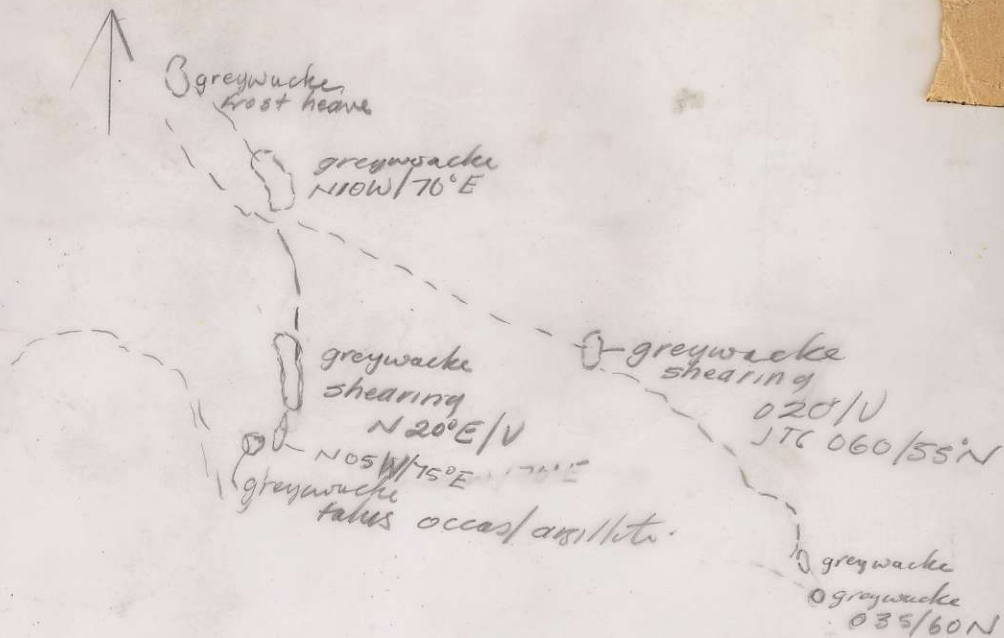 greywacke
frost heave
greywacke
N10W/70°E
greywacke
shearing
N20°E/V
N05W/75°E
greywacke
talus occas/ argillite.
greywacke
shearing
020°/V
JTG 060/55°N
greywacke
greywacke
035/60N